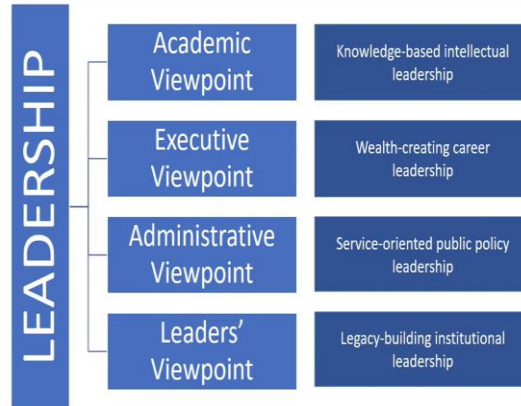 LEADERSHIP
Academic
Viewpoint
Knowledge-based intellectual
leadership
Executive
Viewpoint
Wealth-creating career
leadership
Administrative
Viewpoint
Service-oriented public policy
leadership
Leaders’
Viewpoint
Legacy-building institutional
leadership